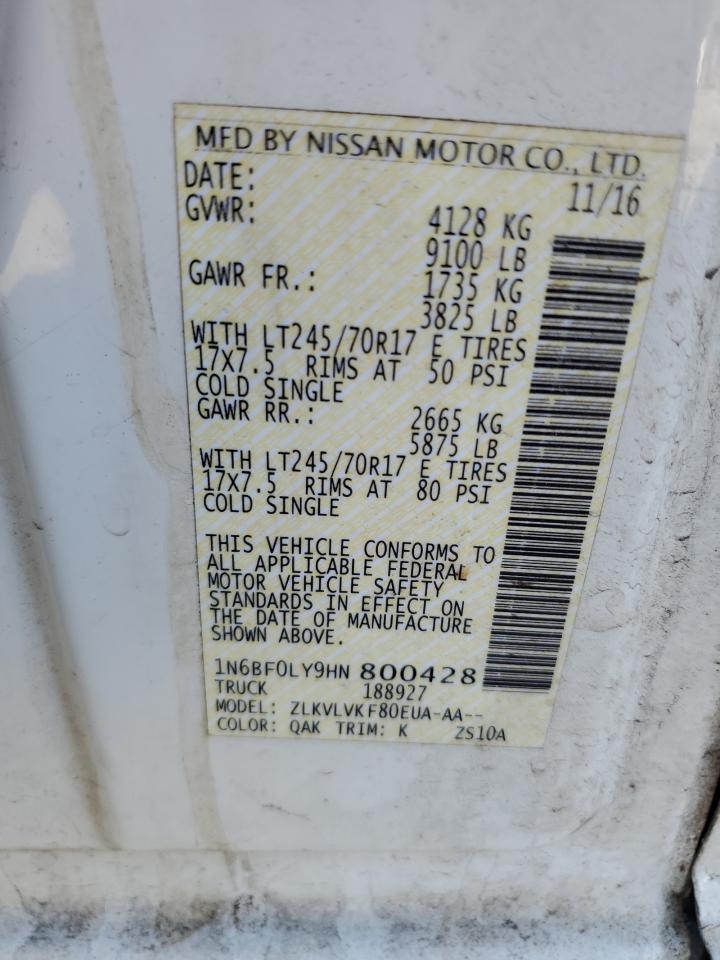 MFD BY NISSAN MOTOR CO., LTD.
DATE: 11/16
GVWR: 4128 KG
9100 LB
GAWR FR.: 1735 KG
3825 LB
WITH LT245/70R17 E TIRES
17X7.5 RIMS AT 50 PSI
COLD SINGLE
GAWR RR.: 2665 KG
5875 LB
WITH LT245/70R17 E TIRES
17X7.5 RIMS AT 80 PSI
COLD SINGLE
THIS VEHICLE CONFORMS TO
ALL APPLICABLE FEDERAL
MOTOR VEHICLE SAFETY
STANDARDS IN EFFECT ON
THE DATE OF MANUFACTURE
SHOWN ABOVE.
1N6BF0LY9HN 800428
TRUCK 188927
MODEL: ZLKVLVKF80EUA-AA--
COLOR: QAK TRIM: K ZS10A